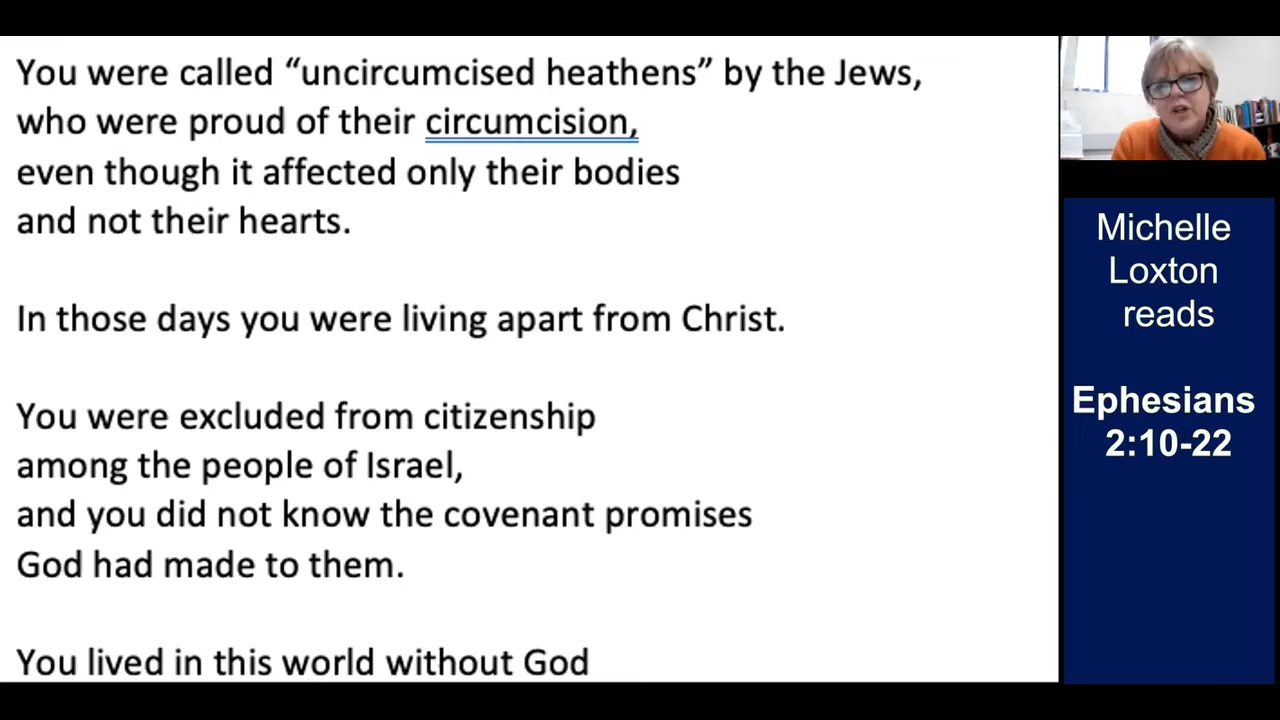 You were called “uncircumcised heathens” by the Jews,
who were proud of their circumcision,
even though it affected only their bodies
and not their hearts.
In those days you were living apart from Christ.
You were excluded from citizenship
among the people of Israel,
and you did not know the covenant promises
God had made to them.
You lived in this world without God
Michelle
Loxton
reads
Ephesians
2:10-22